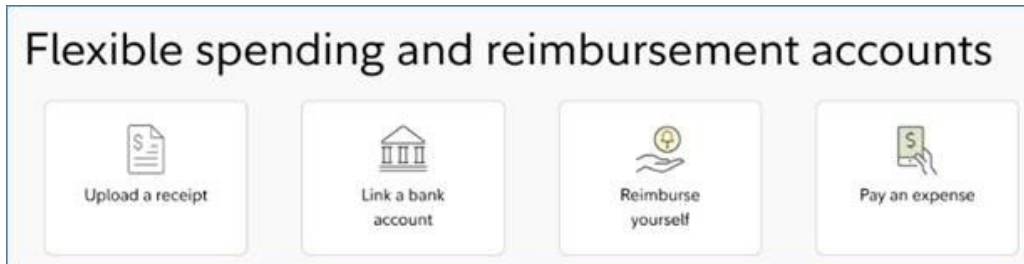 Flexible spending and reimbursement accounts
Upload a receipt
Link a bank
account
Reimburse
yourself
Pay an expense